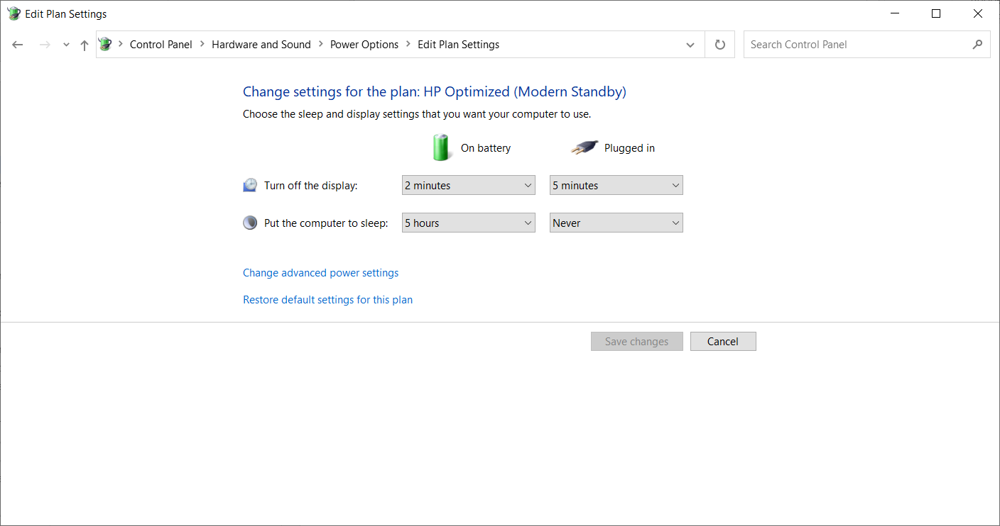 Edit Plan Settings
Control Panel > Hardware and Sound > Power Options > Edit Plan Settings
Search Control Panel
Change settings for the plan: HP Optimized (Modern Standby)
Choose the sleep and display settings that you want your computer to use.
On battery Plugged in
Turn off the display: 2 minutes 5 minutes
Put the computer to sleep: 5 hours Never
Change advanced power settings
Restore default settings for this plan
Save changes Cancel